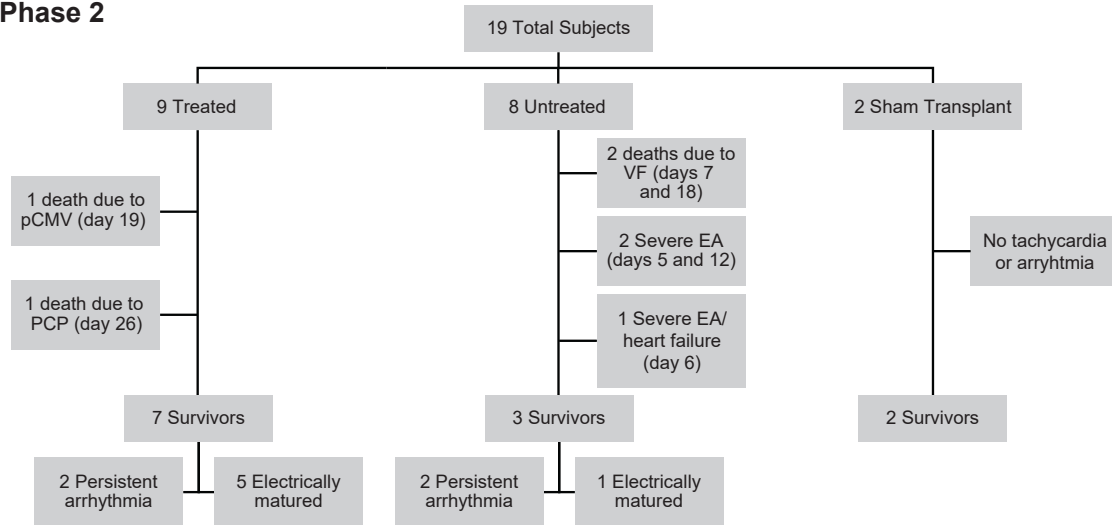 Phase 2
19 Total Subjects
9 Treated
8 Untreated
2 Sham Transplant
1 death due to
pCMV (day 19)
1 death due to
PCP (day 26)
2 deaths due to
VF (days 7
and 18)
2 Severe EA
(days 5 and 12)
1 Severe EA/
heart failure
(day 6)
No tachycardia
or arryhtmia
7 Survivors
3 Survivors
2 Survivors
2 Persistent
arrhythmia
5 Electrically
matured
2 Persistent
arrhythmia
1 Electrically
matured